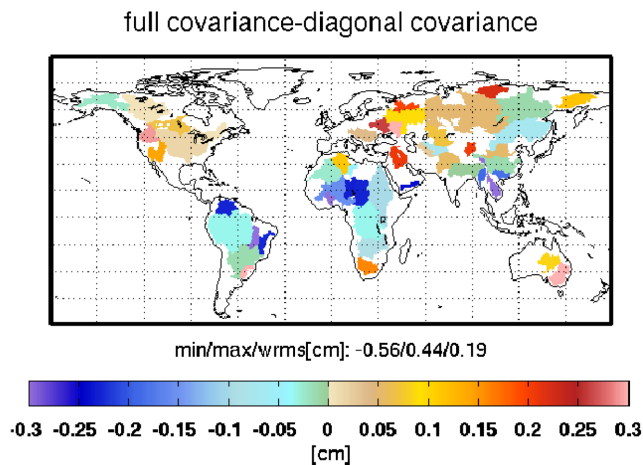 full covariance-diagonal covariance
min/max/wrms[cm]: -0.56/0.44/0.19
-0.3 -0.25 -0.2 -0.15 -0.1 -0.05 0 0.05 0.1 0.15 0.2 0.25 0.3
[cm]